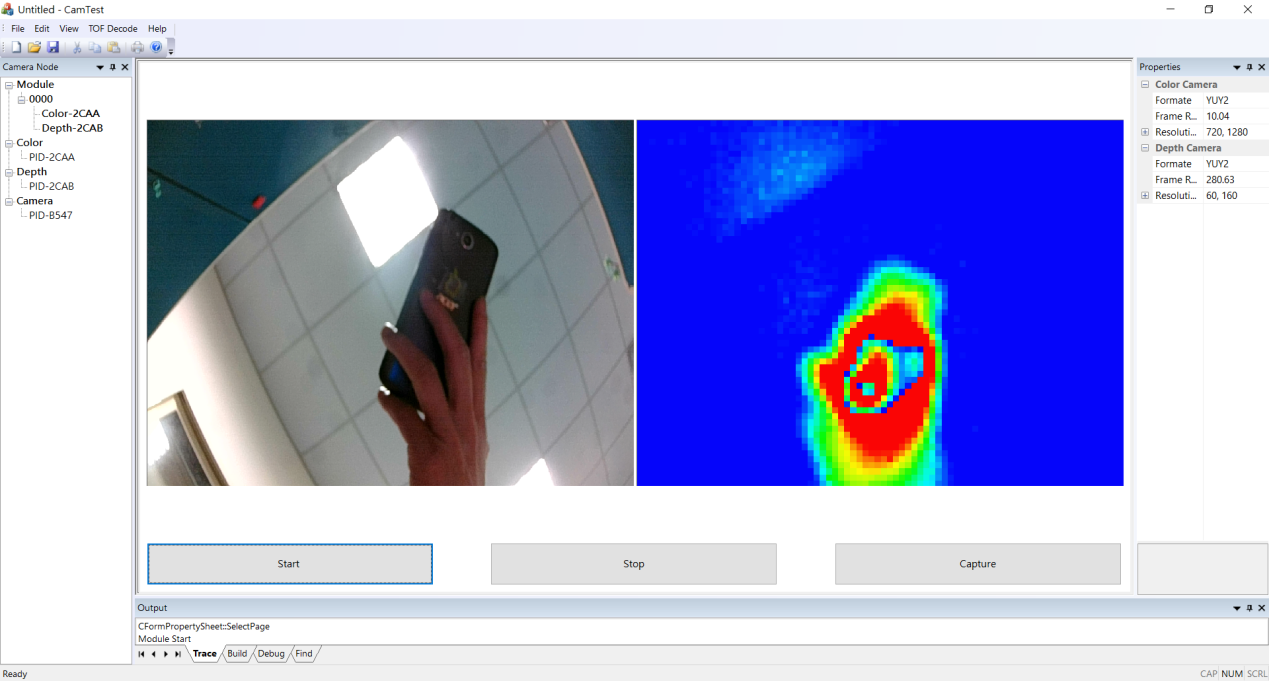 Untitled - CamTest
File Edit View TOF Decode Help
Camera Node
Module
0000
Color-2CAA
Depth-2CAB
Color
PID-2CAA
Depth
PID-2CAB
Camera
PID-B547
Start
Stop
Capture
Properties
Color Camera
Formate YUY2
Frame R... 10.04
Resoluti... 720, 1280
Depth Camera
Formate YUY2
Frame R... 280.63
Resoluti... 60, 160
Output
CFormPropertySheet::SelectPage
Module Start
Trace Build Debug Find
Ready
CAP NUM SCRL